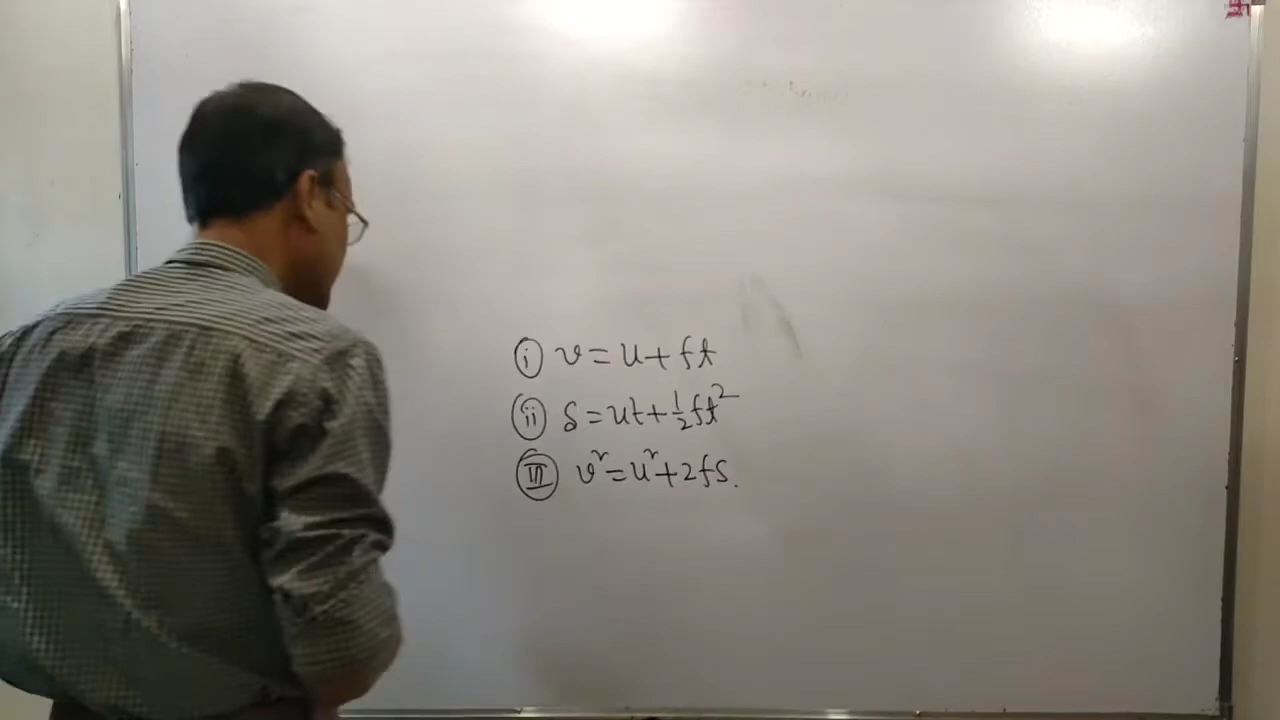 (i) v = u + ft
(ii) s = ut + ½ft²
(iii) v² = u² + 2fs.